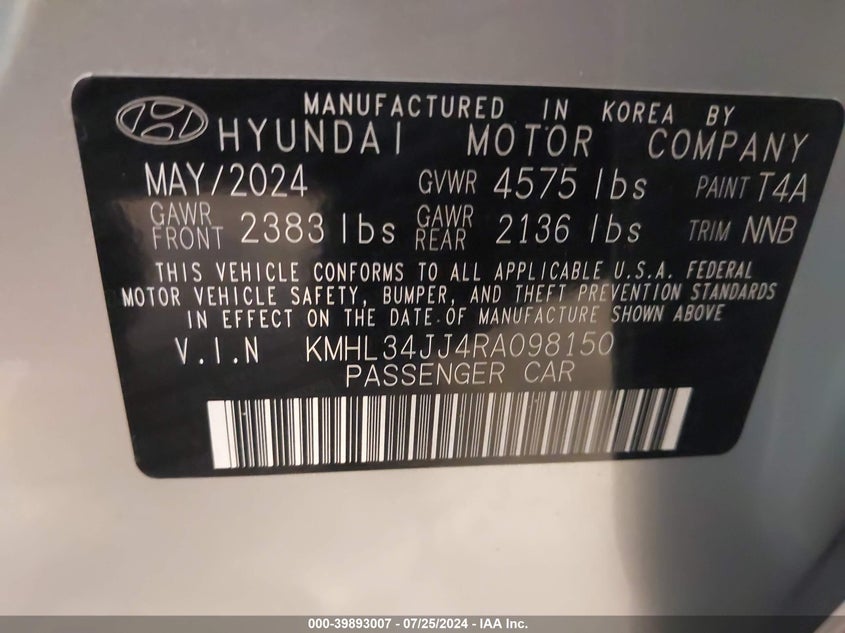 MANUFACTURED IN KOREA BY
HYUNDAI MOTOR COMPANY
MAY/2024 GVWR 4575 lbs PAINT T4A
GAWR FRONT 2383 lbs GAWR REAR 2136 lbs TRIM NNB
THIS VEHICLE CONFORMS TO ALL APPLICABLE U.S.A. FEDERAL
MOTOR VEHICLE SAFETY, BUMPER, AND THEFT PREVENTION STANDARDS
IN EFFECT ON THE DATE OF MANUFACTURE SHOWN ABOVE
V.I.N KMHL34JJ4RA098150
PASSENGER CAR
000-39893007 - 07/25/2024 - IAA Inc.